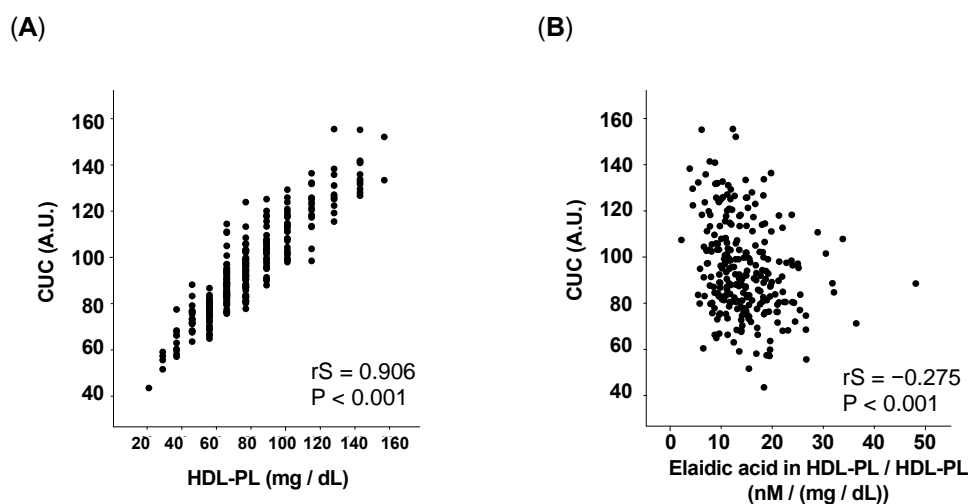 (A)
160
140
120
100
80
60
40
CUC (A.U.)
rS = 0.906
P < 0.001
20 40 60 80 100 120 140 160
HDL-PL (mg / dL)
(B)
160
140
120
100
80
60
40
CUC (A.U.)
rS = −0.275
P < 0.001
0 10 20 30 40 50
Elaidic acid in HDL-PL / HDL-PL
(nM / (mg / dL))